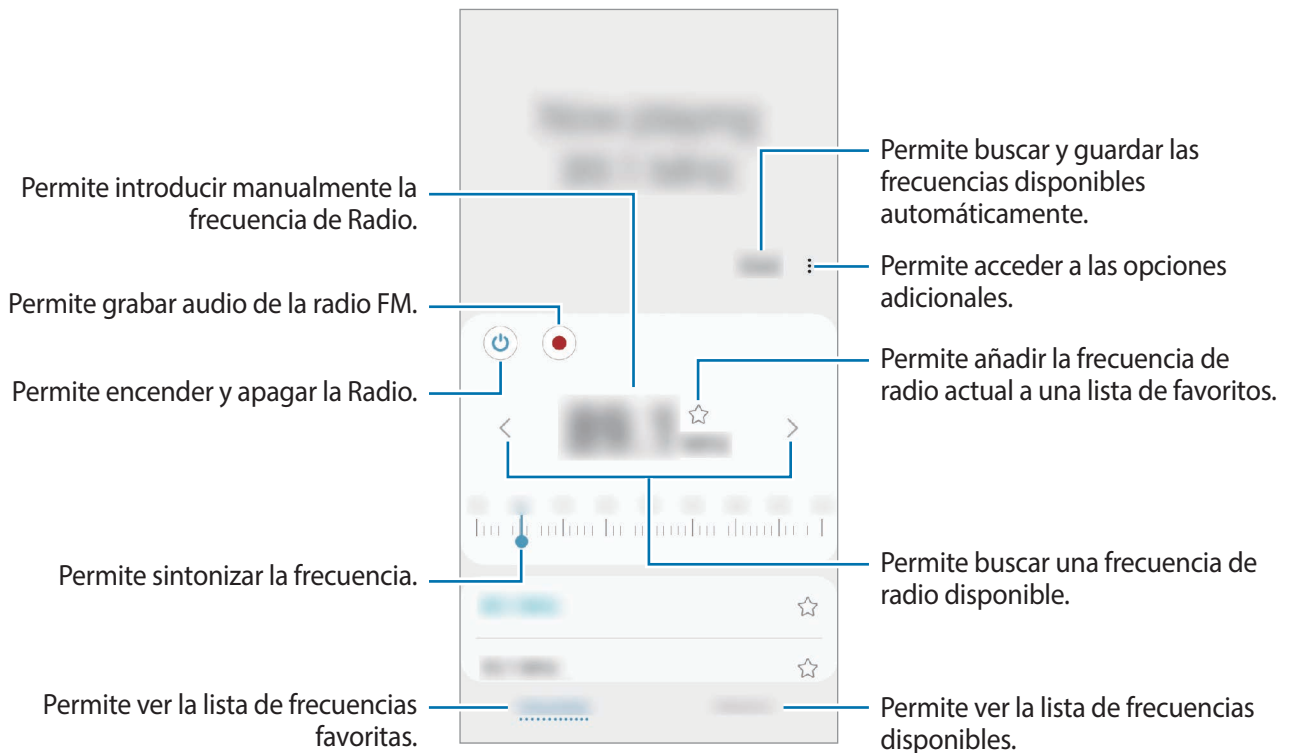 Permite introducir manualmente la
frecuencia de Radio.
Permite grabar audio de la radio FM.
Permite encender y apagar la Radio.
Permite sintonizar la frecuencia.
Permite ver la lista de frecuencias
favoritas.
Permite buscar y guardar las
frecuencias disponibles
automáticamente.
Permite acceder a las opciones
adicionales.
Permite añadir la frecuencia de
radio actual a una lista de favoritos.
Permite buscar una frecuencia de
radio disponible.
Permite ver la lista de frecuencias
disponibles.